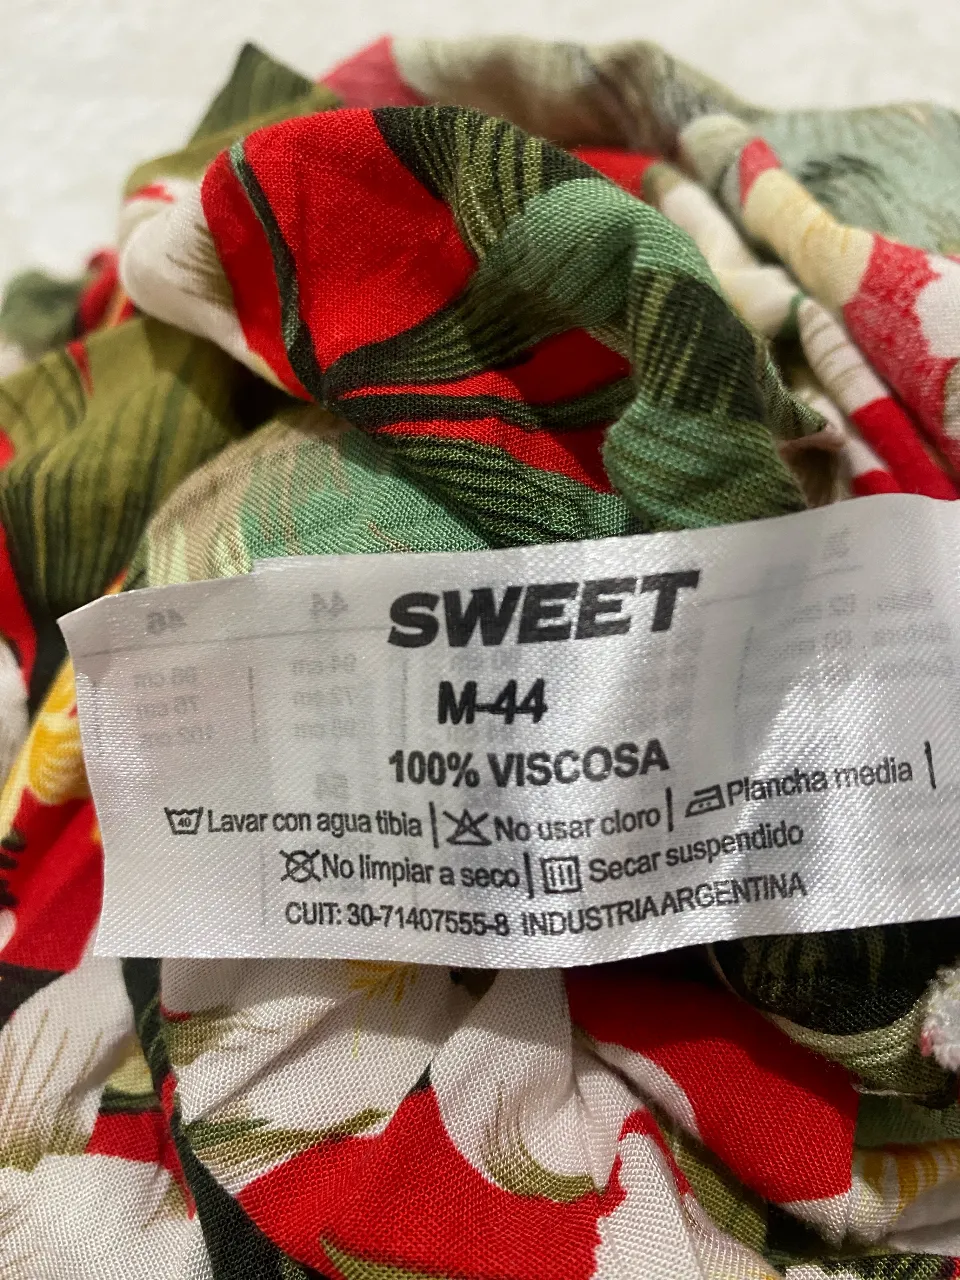 SWEET
M-44
100% VISCOSA
40 Lavar con agua tibia | No usar cloro | Plancha media |
No limpiar a seco | Secar suspendido
CUIT: 30-71407555-8 INDUSTRIA ARGENTINA